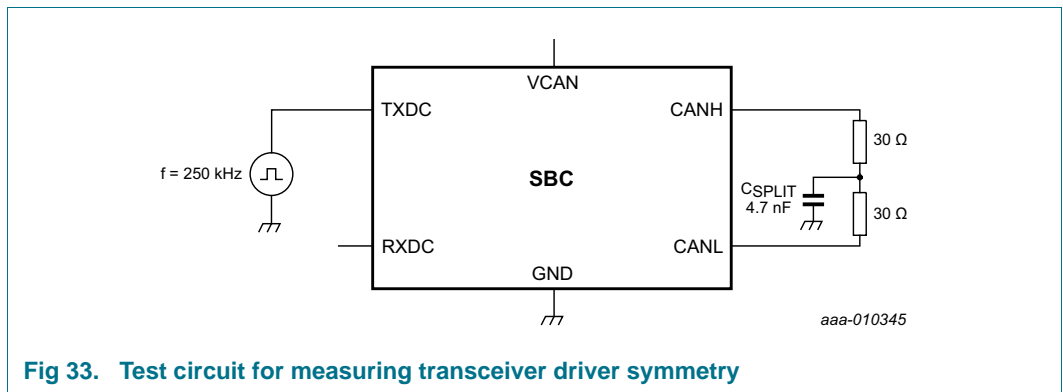 VCAN
TXDC
CANH
30 Ω
f = 250 kHz
SBC
CSPLIT
4.7 nF
30 Ω
RXDC
CANL
GND
aaa-010345
Fig 33. Test circuit for measuring transceiver driver symmetry